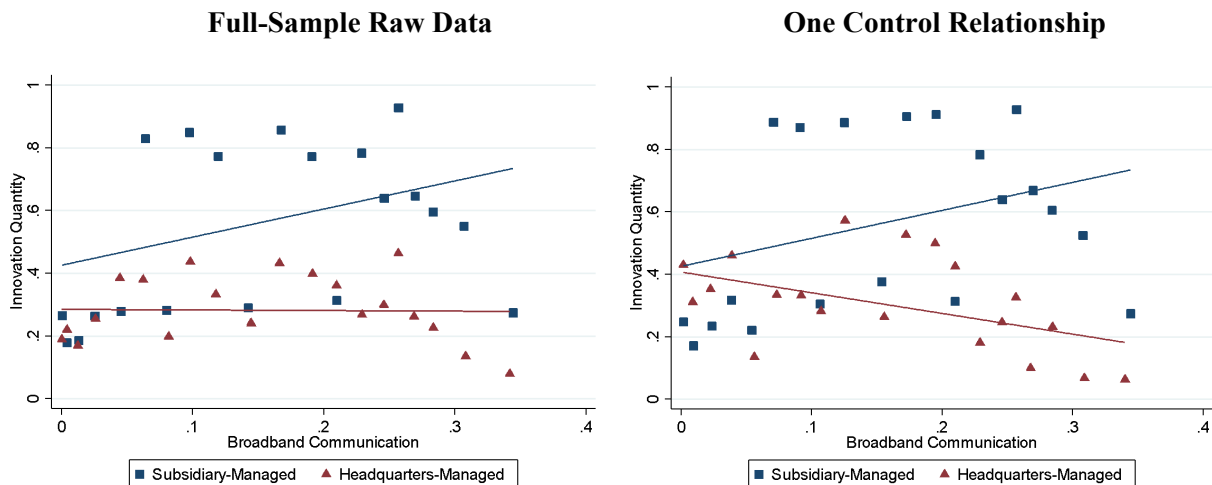 Full-Sample Raw Data
Innovation Quantity
1
.8
.6
.4
.2
0
0 .1 .2 .3 .4
Broadband Communication
Subsidiary-Managed Headquarters-Managed
One Control Relationship
Innovation Quantity
1
.8
.6
.4
.2
0
0 .1 .2 .3 .4
Broadband Communication
Subsidiary-Managed Headquarters-Managed